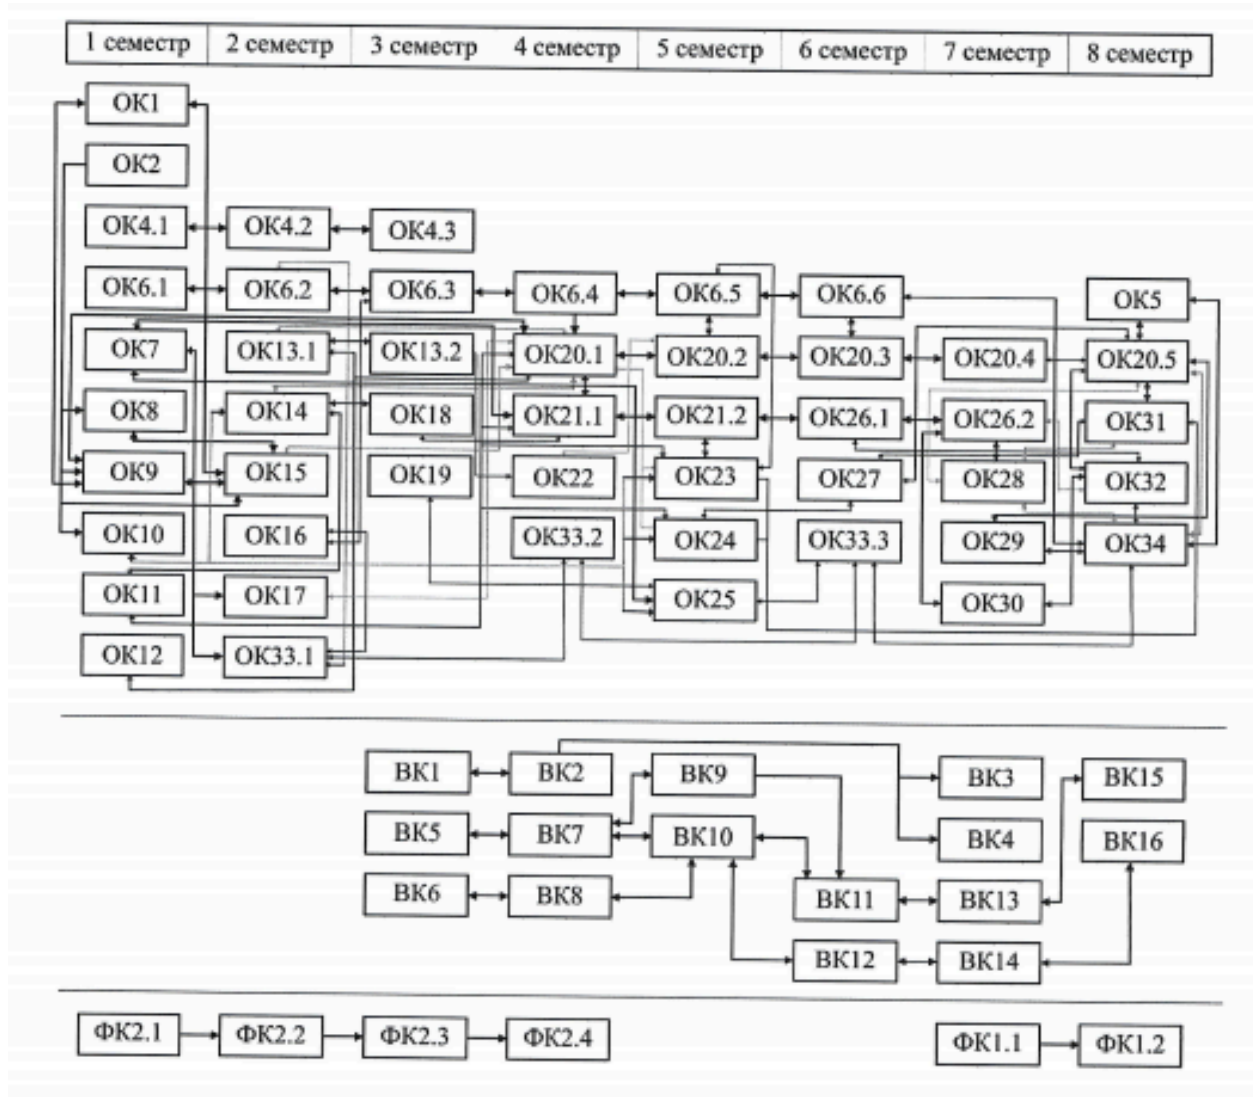 1 семестр 2 семестр 3 семестр 4 семестр 5 семестр 6 семестр 7 семестр 8 семестр
ОК1
ОК2
ОК4.1 ОК4.2 ОК4.3
ОК6.1 ОК6.2 ОК6.3 ОК6.4 ОК6.5 ОК6.6 ОК5
ОК7 ОК13.1 ОК13.2 ОК20.1 ОК20.2 ОК20.3 ОК20.4 ОК20.5
ОК8 ОК14 ОК18 ОК21.1 ОК21.2 ОК26.1 ОК26.2 ОК31
ОК9 ОК15 ОК19 ОК22 ОК23 ОК27 ОК28 ОК32
ОК10 ОК16 ОК33.2 ОК24 ОК33.3 ОК29 ОК34
ОК11 ОК17 ОК25 ОК30
ОК12 ОК33.1
ВК1 ВК2 ВК9 ВК3 ВК15
ВК5 ВК7 ВК10 ВК4 ВК16
ВК6 ВК8 ВК11 ВК13
ВК12 ВК14
ФК2.1 ФК2.2 ФК2.3 ФК2.4 ФК1.1 ФК1.2